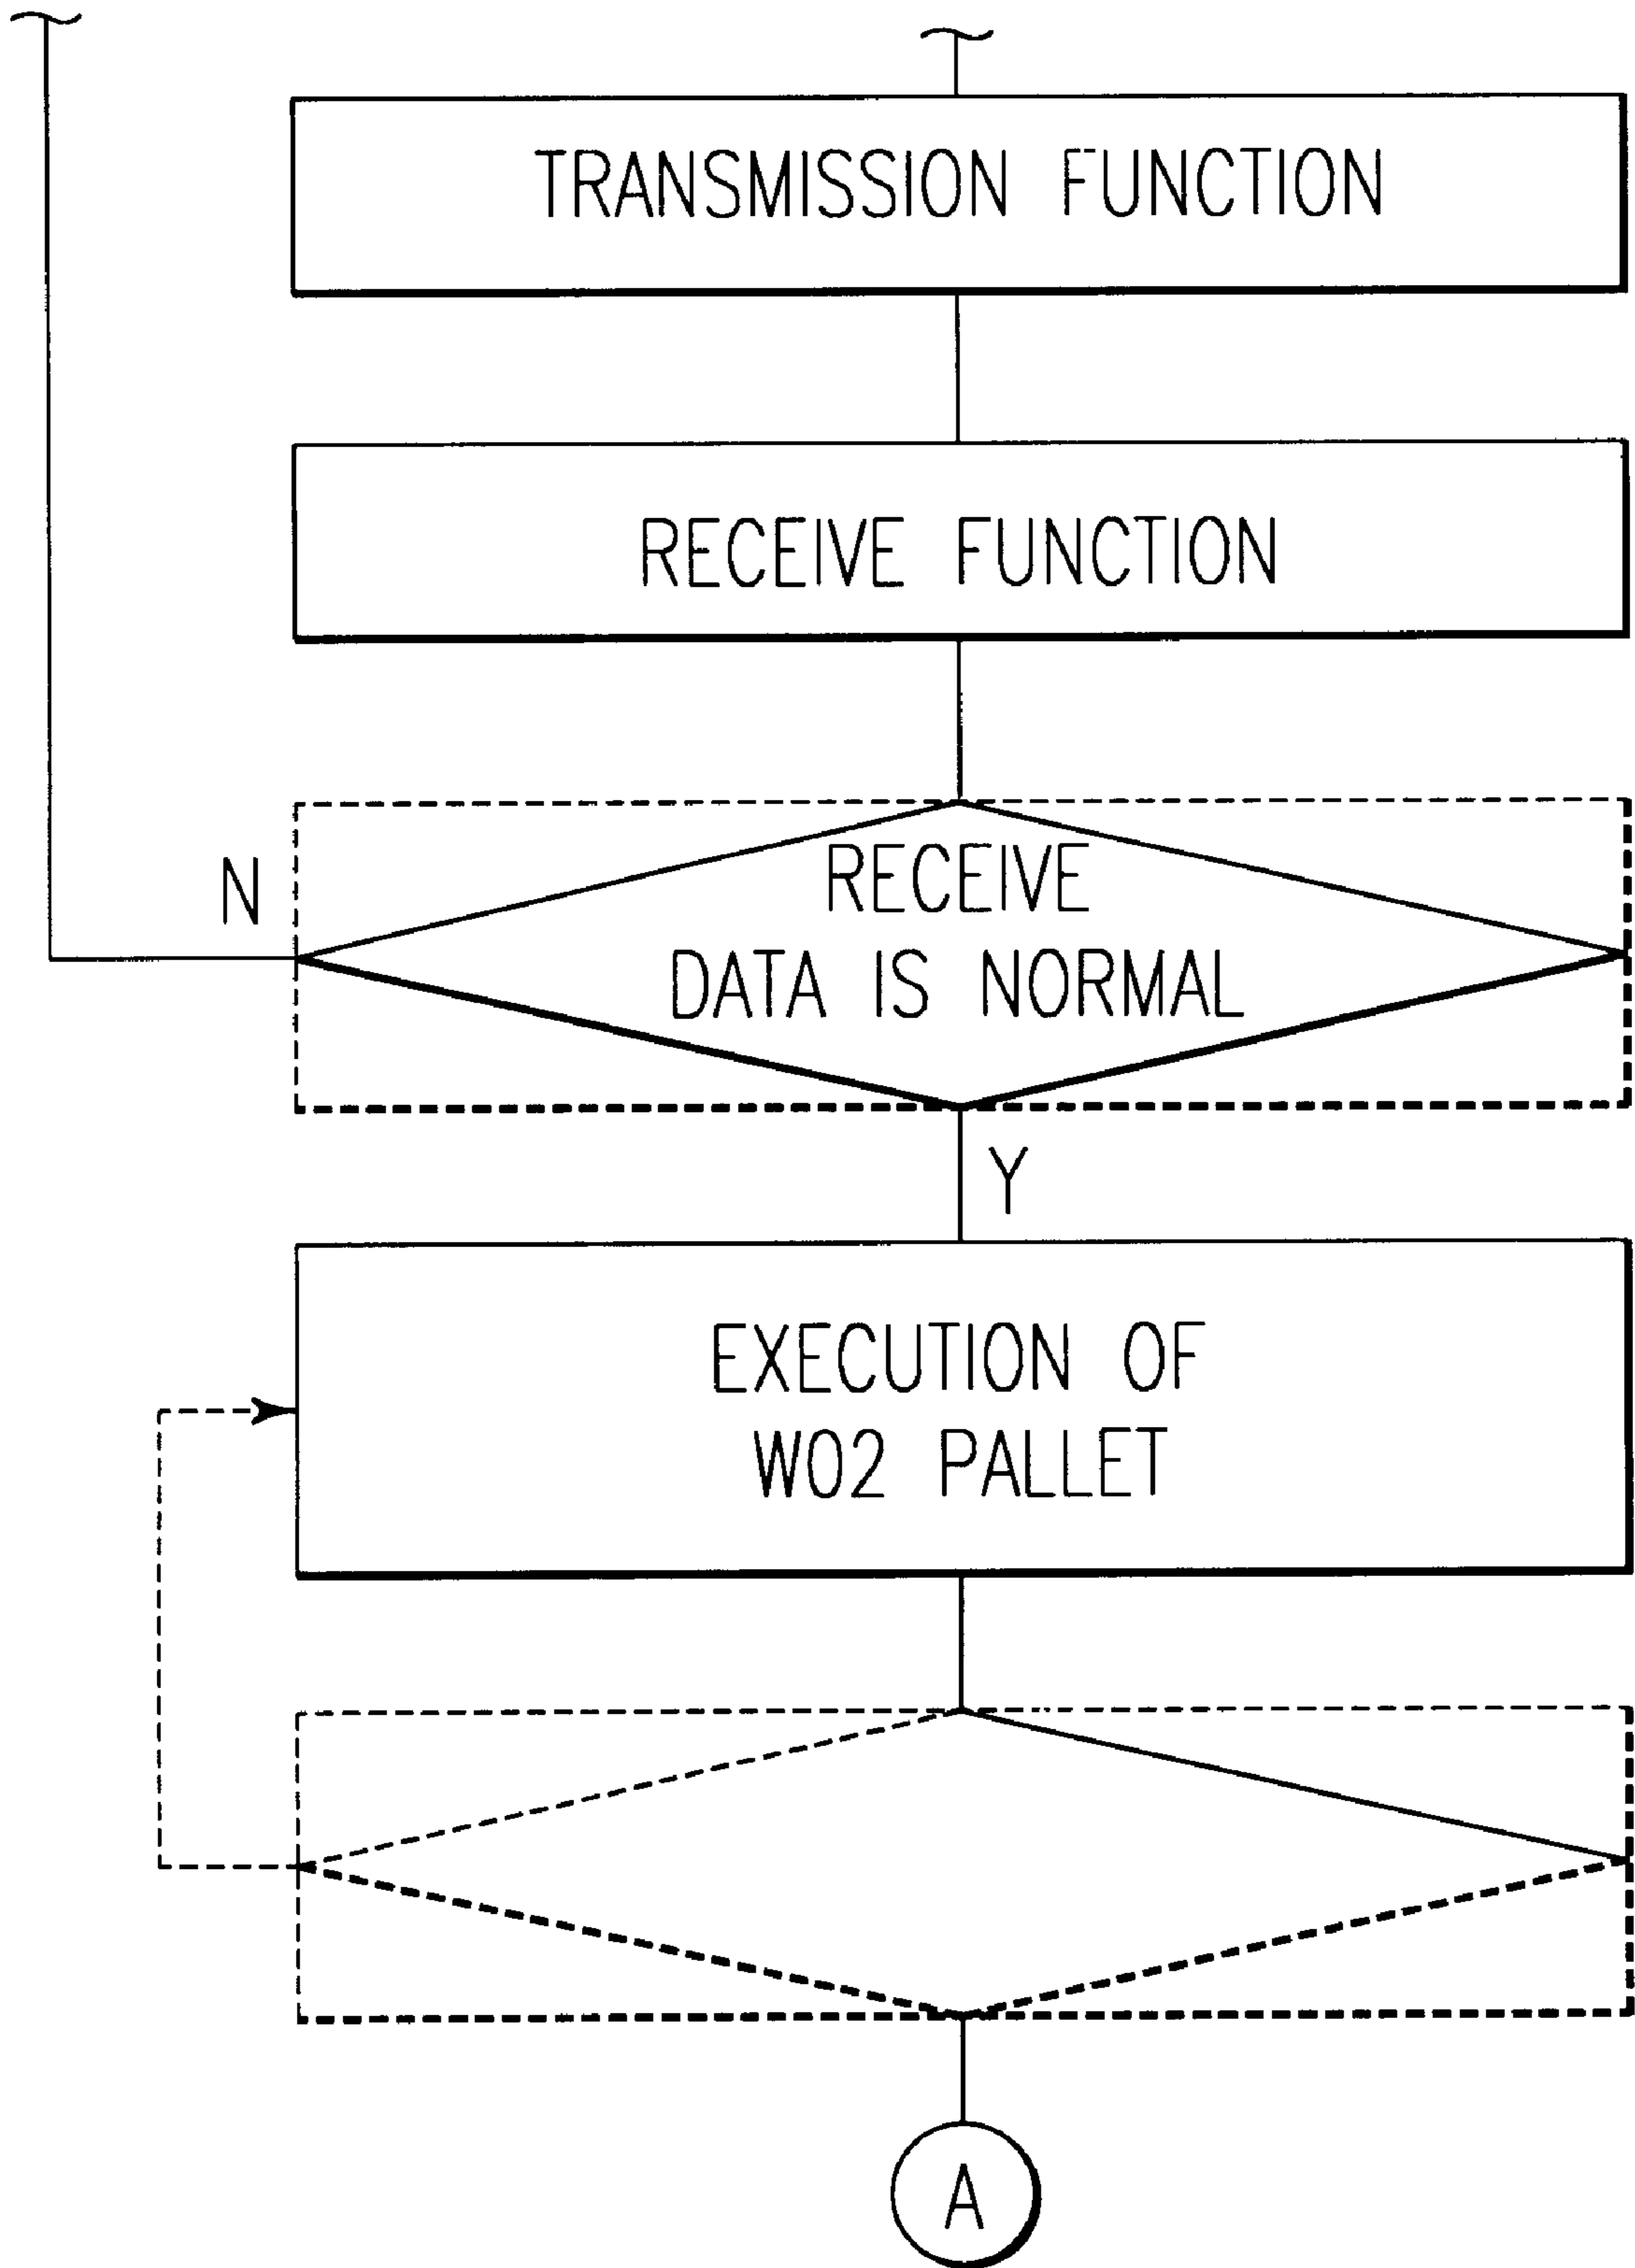 TRANSMISSION FUNCTION
RECEIVE FUNCTION
N
RECEIVE
DATA IS NORMAL
Y
EXECUTION OF
W02 PALLET
A